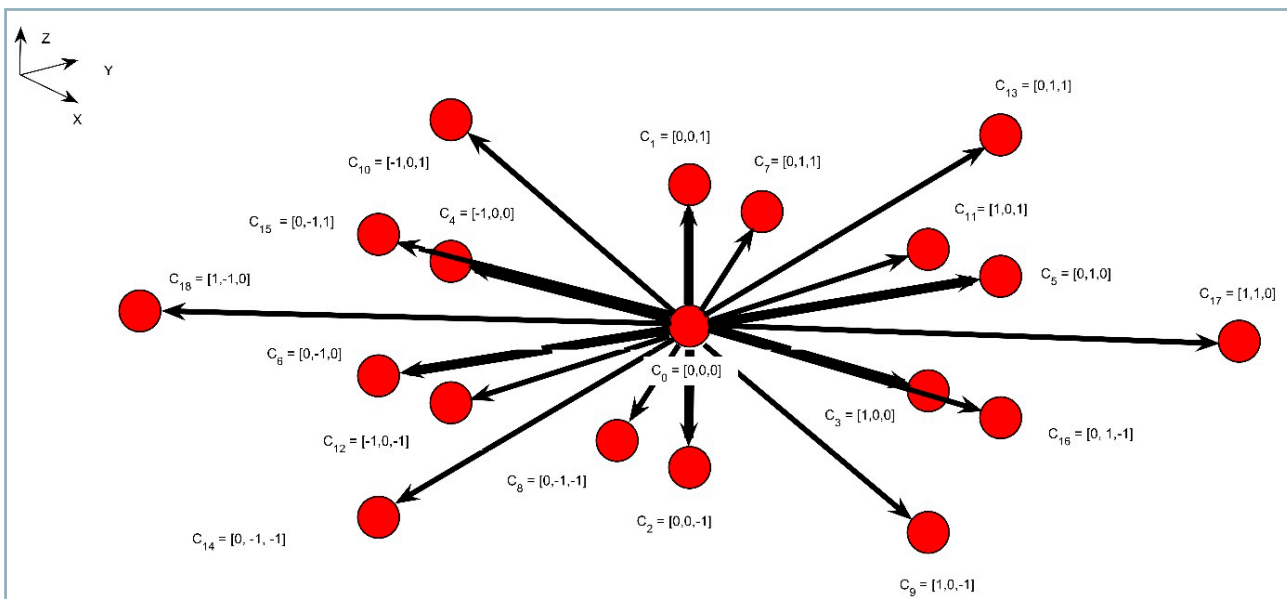 Z
Y
X
C13 = [0,1,1]
C1 = [0,0,1]
C10 = [-1,0,1]
C7 = [0,1,1]
C4 = [-1,0,0]
C11 = [1,0,1]
C15 = [0,-1,1]
C18 = [1,-1,0]
C5 = [0,1,0]
C17 = [1,1,0]
C6 = [0,-1,0]
C0 = [0,0,0]
C3 = [1,0,0]
C16 = [0, 1,-1]
C12 = [-1,0,-1]
C8 = [0,-1,-1]
C2 = [0,0,-1]
C14 = [0, -1, -1]
C9 = [1,0,-1]